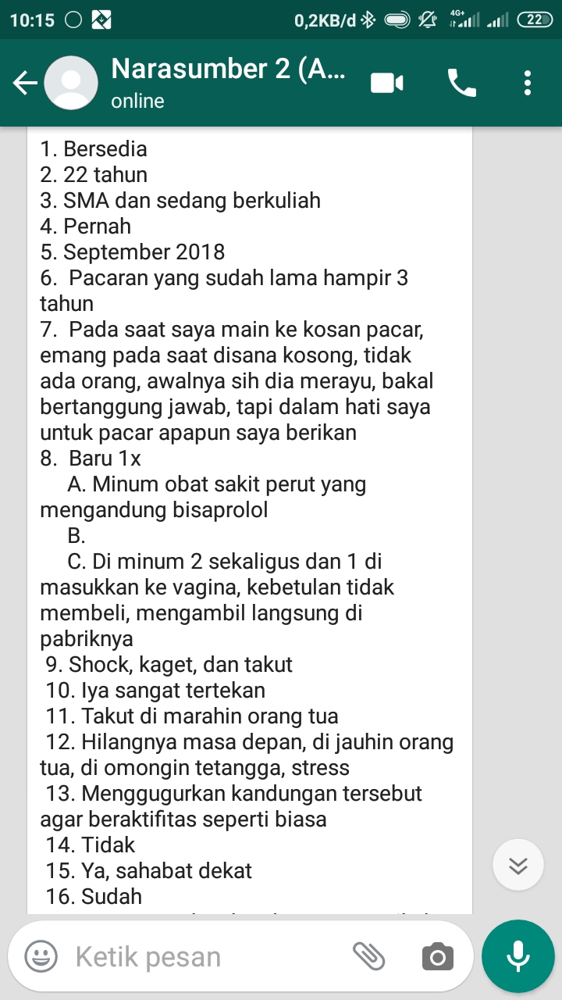 10:15
0,2KB/d
4G+
22
Narasumber 2 (A...
online
1. Bersedia
2. 22 tahun
3. SMA dan sedang berkuliah
4. Pernah
5. September 2018
6.  Pacaran yang sudah lama hampir 3
tahun
7.  Pada saat saya main ke kosan pacar,
emang pada saat disana kosong, tidak
ada orang, awalnya sih dia merayu, bakal
bertanggung jawab, tapi dalam hati saya
untuk pacar apapun saya berikan
8.  Baru 1x
A. Minum obat sakit perut yang
mengandung bisaprolol
B.
C. Di minum 2 sekaligus dan 1 di
masukkan ke vagina, kebetulan tidak
membeli, mengambil langsung di
pabriknya
9. Shock, kaget, dan takut
10. Iya sangat tertekan
11. Takut di marahin orang tua
12. Hilangnya masa depan, di jauhin orang
tua, di omongin tetangga, stress
13. Menggugurkan kandungan tersebut
agar beraktifitas seperti biasa
14. Tidak
15. Ya, sahabat dekat
16. Sudah
Ketik pesan